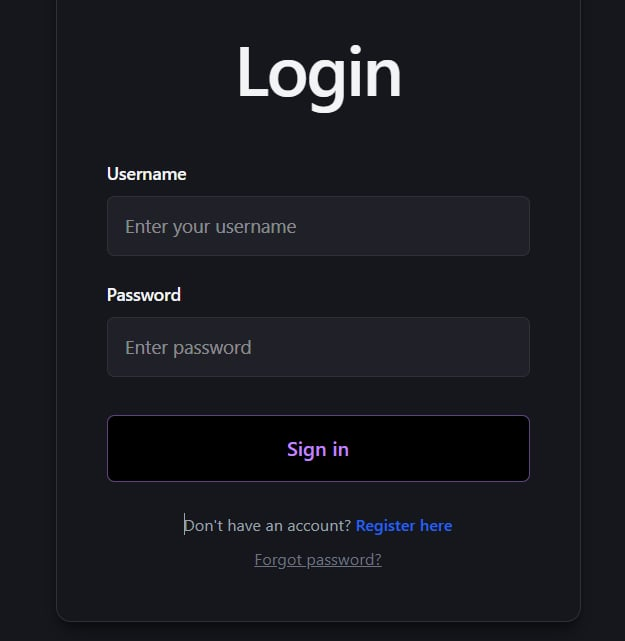 Login
Username
Enter your username
Password
Enter password
Sign in
Don't have an account? Register here
Forgot password?